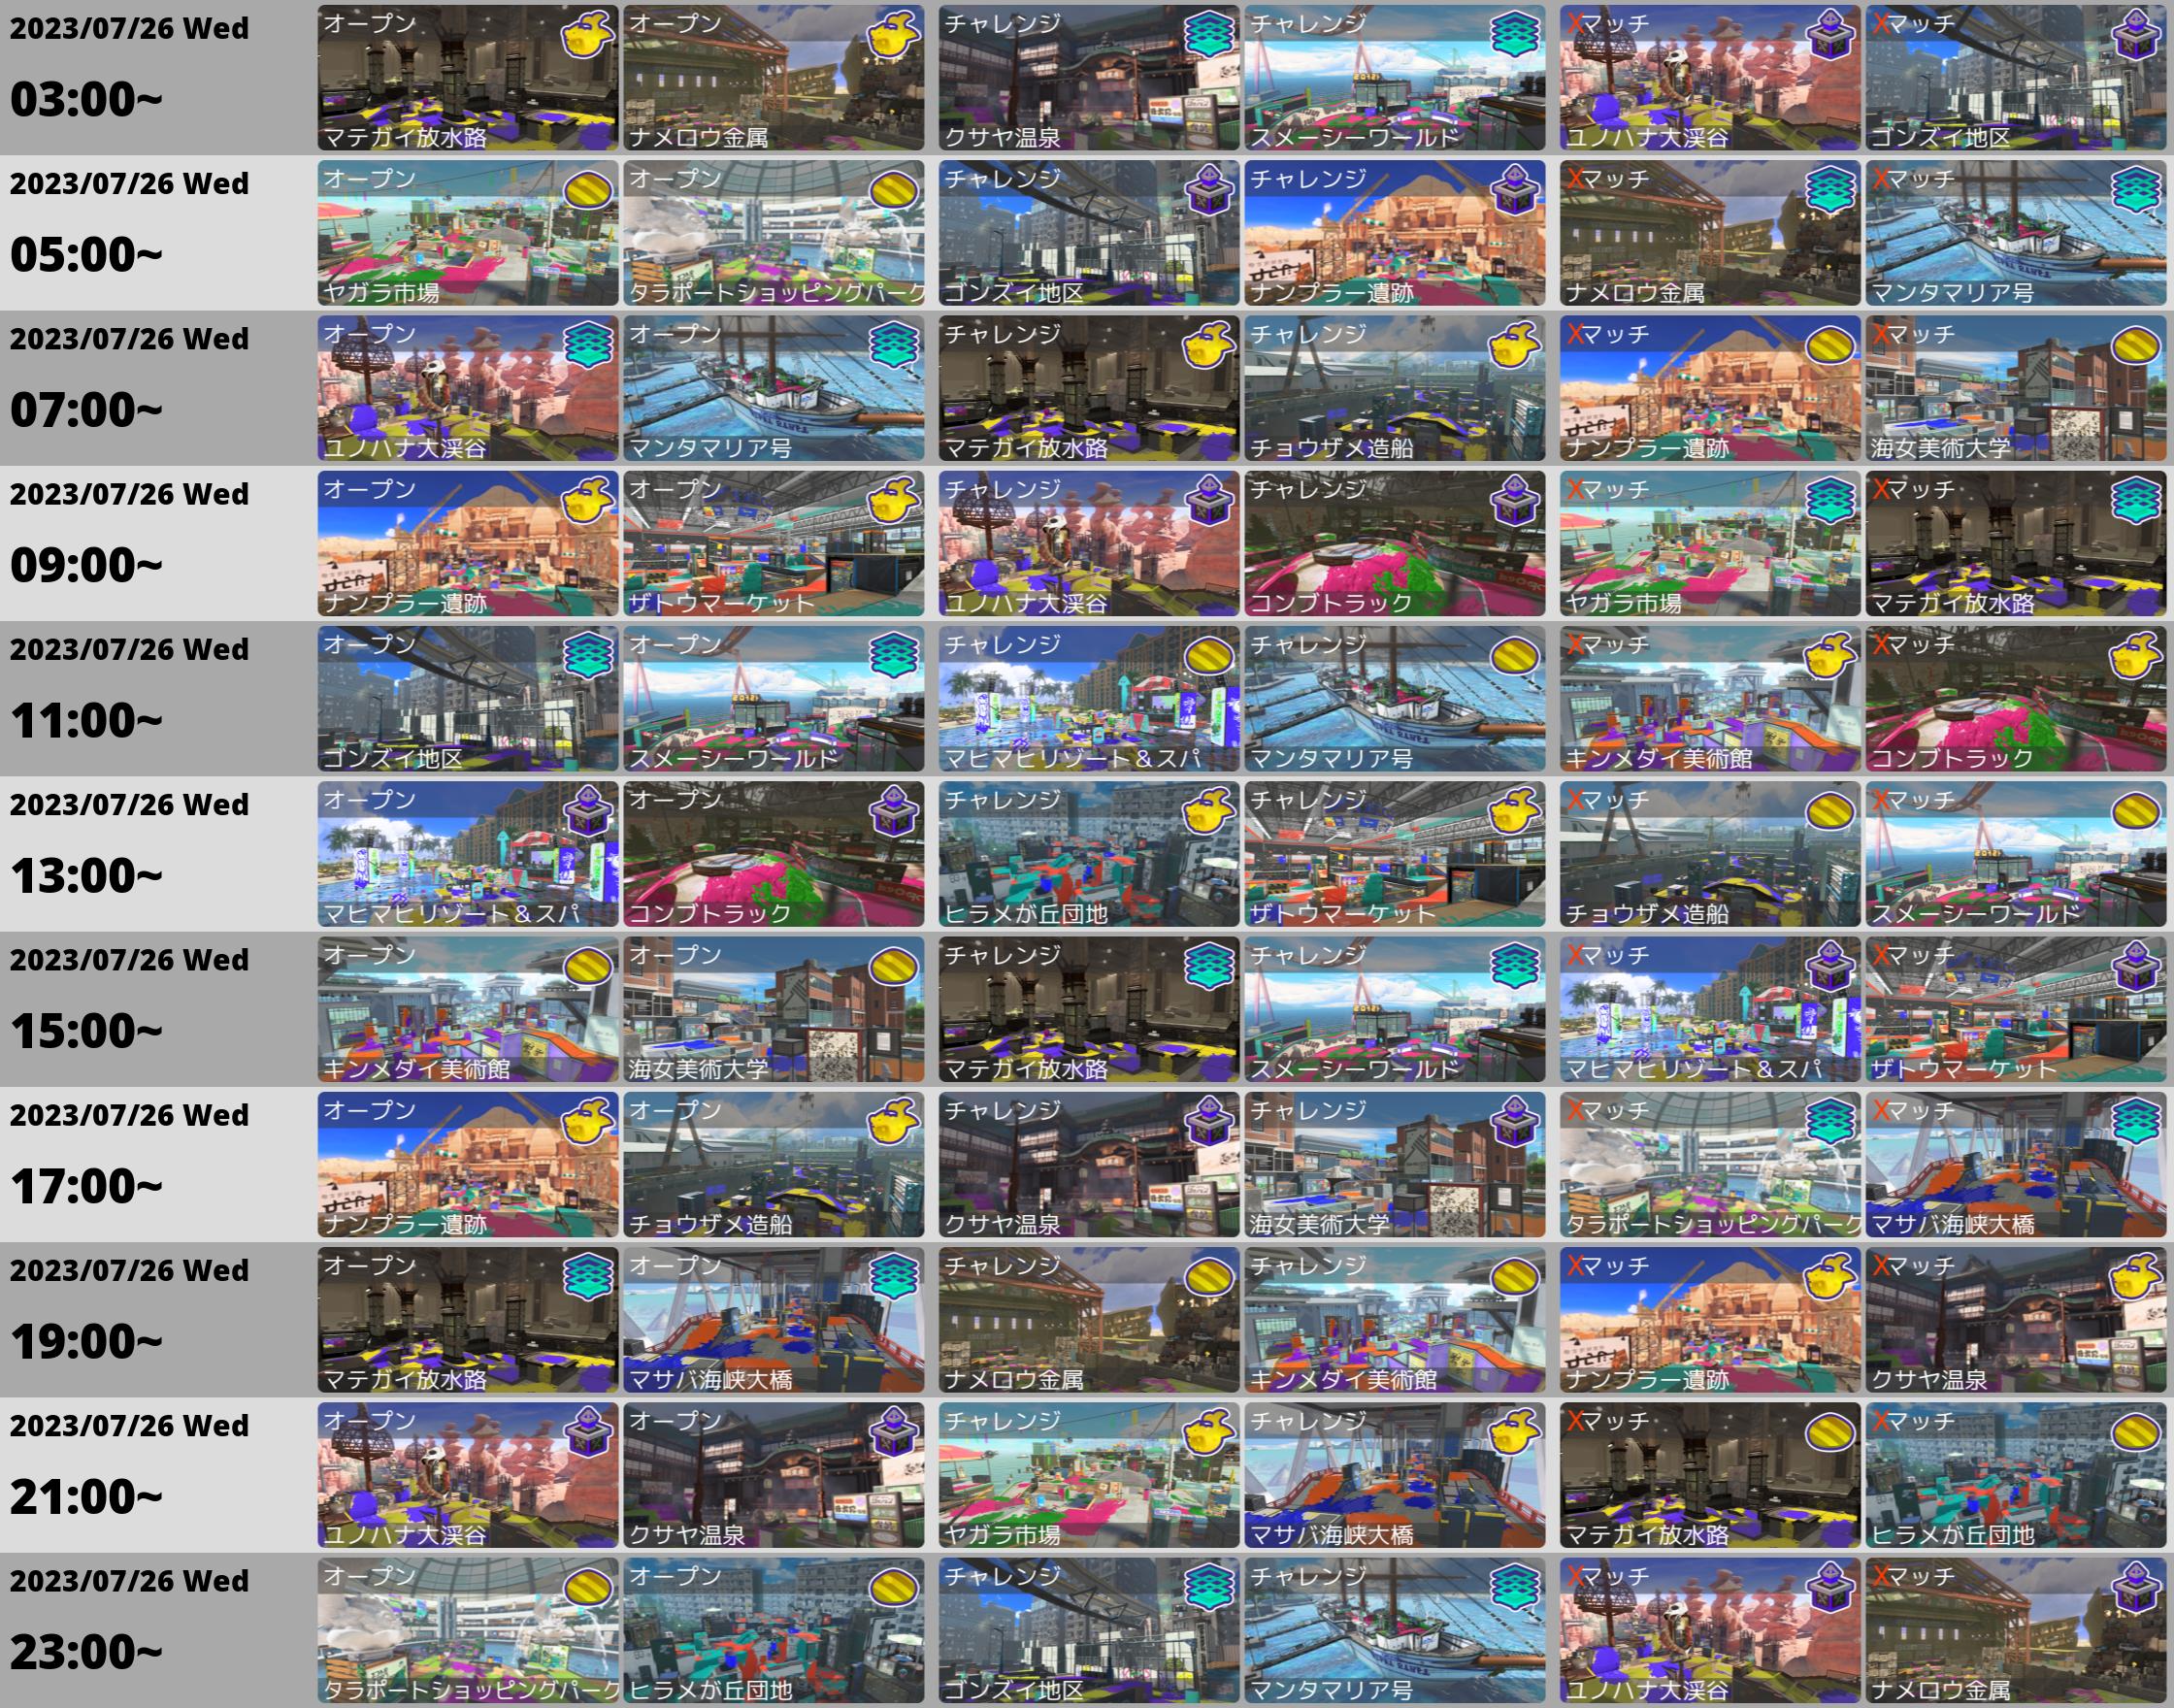 2023/07/26 Wed
03:00~
オープン
マテガイ放水路
オープン
ナメロウ金属
チャレンジ
クサヤ温泉
チャレンジ
スメーシーワールド
Xマッチ
ユノハナ大渓谷
Xマッチ
ゴンズイ地区
2023/07/26 Wed
05:00~
オープン
ヤガラ市場
オープン
タラポートショッピングパーク
チャレンジ
ゴンズイ地区
チャレンジ
ナンプラー遺跡
Xマッチ
ナメロウ金属
Xマッチ
マンタマリア号
2023/07/26 Wed
07:00~
オープン
ユノハナ大渓谷
オープン
マンタマリア号
チャレンジ
マテガイ放水路
チャレンジ
チョウザメ造船
Xマッチ
ナンプラー遺跡
Xマッチ
海女美術大学
2023/07/26 Wed
09:00~
オープン
ナンプラー遺跡
オープン
ザトウマーケット
チャレンジ
ユノハナ大渓谷
チャレンジ
コンブトラック
Xマッチ
ヤガラ市場
Xマッチ
マテガイ放水路
2023/07/26 Wed
11:00~
オープン
ゴンズイ地区
オープン
スメーシーワールド
チャレンジ
マヒマヒリゾート＆スパ
チャレンジ
マンタマリア号
Xマッチ
キンメダイ美術館
Xマッチ
コンブトラック
2023/07/26 Wed
13:00~
オープン
マヒマヒリゾート＆スパ
オープン
コンブトラック
チャレンジ
ヒラメが丘団地
チャレンジ
ザトウマーケット
Xマッチ
チョウザメ造船
Xマッチ
スメーシーワールド
2023/07/26 Wed
15:00~
オープン
キンメダイ美術館
オープン
海女美術大学
チャレンジ
マテガイ放水路
チャレンジ
スメーシーワールド
Xマッチ
マヒマヒリゾート＆スパ
Xマッチ
ザトウマーケット
2023/07/26 Wed
17:00~
オープン
ナンプラー遺跡
オープン
チョウザメ造船
チャレンジ
クサヤ温泉
チャレンジ
海女美術大学
Xマッチ
タラポートショッピングパーク
Xマッチ
マサバ海峡大橋
2023/07/26 Wed
19:00~
オープン
マテガイ放水路
オープン
マサバ海峡大橋
チャレンジ
ナメロウ金属
チャレンジ
キンメダイ美術館
Xマッチ
ナンプラー遺跡
Xマッチ
クサヤ温泉
2023/07/26 Wed
21:00~
オープン
ユノハナ大渓谷
オープン
クサヤ温泉
チャレンジ
ヤガラ市場
チャレンジ
マサバ海峡大橋
Xマッチ
マテガイ放水路
Xマッチ
ヒラメが丘団地
2023/07/26 Wed
23:00~
オープン
タラポートショッピングパーク
オープン
ヒラメが丘団地
チャレンジ
ゴンズイ地区
チャレンジ
マンタマリア号
Xマッチ
ユノハナ大渓谷
Xマッチ
ナメロウ金属